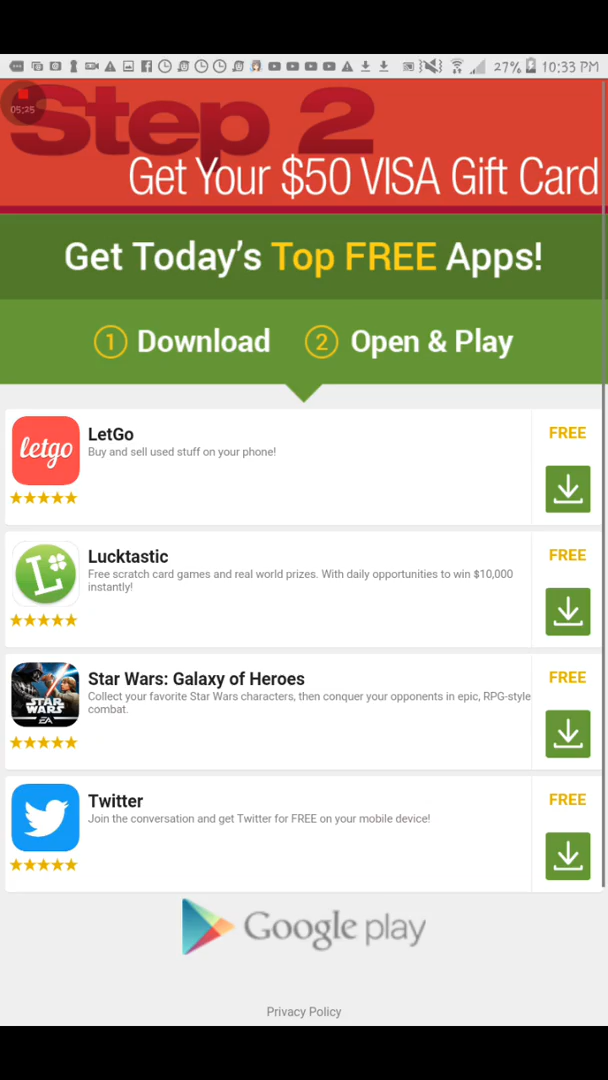 27% 10:33 PM
05:25
Step 2
Get Your $50 VISA Gift Card
Get Today's Top FREE Apps!
1 Download 2 Open & Play
letgo
LetGo
Buy and sell used stuff on your phone!
FREE
L
Lucktastic
Free scratch card games and real world prizes. With daily opportunities to win $10,000
instantly!
FREE
STAR
WARS
EA
Star Wars: Galaxy of Heroes
Collect your favorite Star Wars characters, then conquer your opponents in epic, RPG-style
combat.
FREE
Twitter
Join the conversation and get Twitter for FREE on your mobile device!
FREE
Google play
Privacy Policy